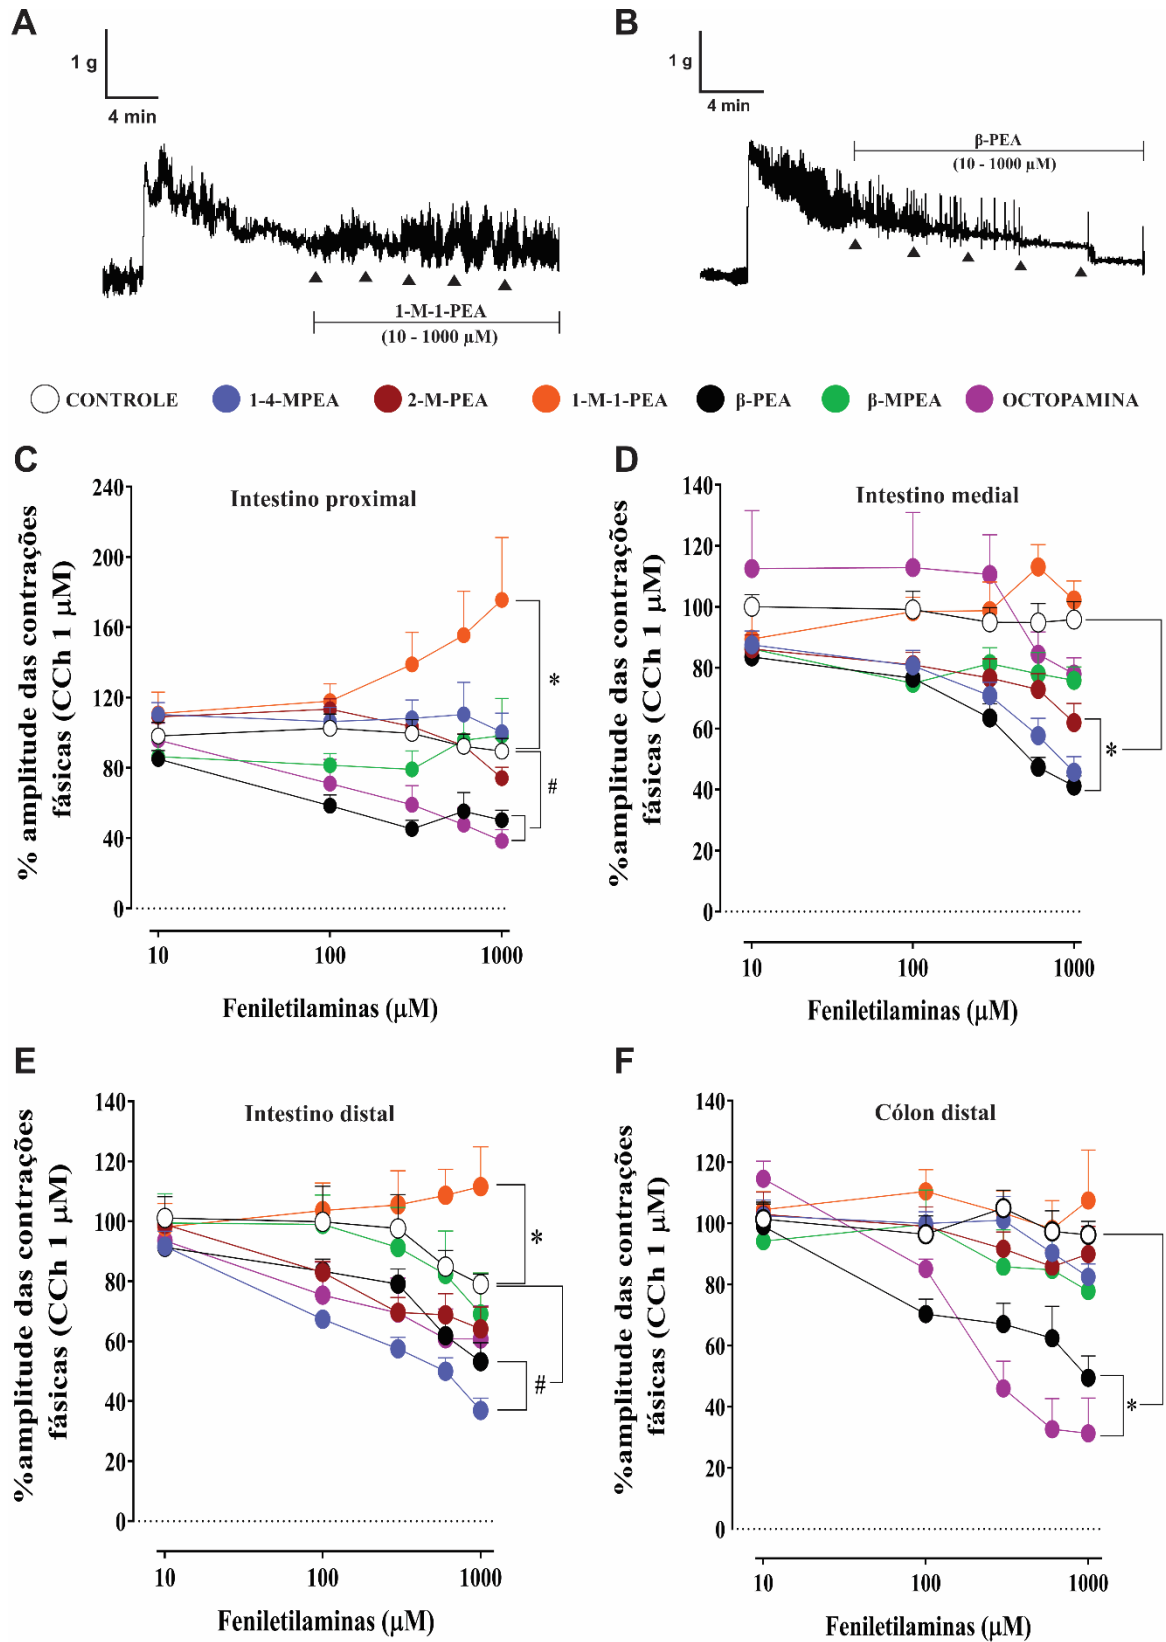 A
1 g
4 min
1-M-1-PEA
(10 - 1000 µM)
B
1 g
4 min
β-PEA
(10 - 1000 µM)
CONTROLE
1-4-MPEA
2-M-PEA
1-M-1-PEA
β-PEA
β-MPEA
OCTOPAMINA
C
Intestino proximal
% amplitude das contrações
fásicas (CCh 1 µM)
240
200
160
120
80
40
0
*
#
10
100
1000
Feniletilaminas (µM)
D
Intestino medial
%amplitude das contrações
fásicas (CCh 1 µM)
140
120
100
80
60
40
20
0
*
10
100
1000
Feniletilaminas (µM)
E
Intestino distal
%amplitude das contrações
fásicas (CCh 1 µM)
140
120
100
80
60
40
20
0
*
#
10
100
1000
Feniletilaminas (µM)
F
Cólon distal
%amplitude das contrações
fásicas (CCh 1 µM)
140
120
100
80
60
40
20
0
*
10
100
1000
Feniletilaminas (µM)